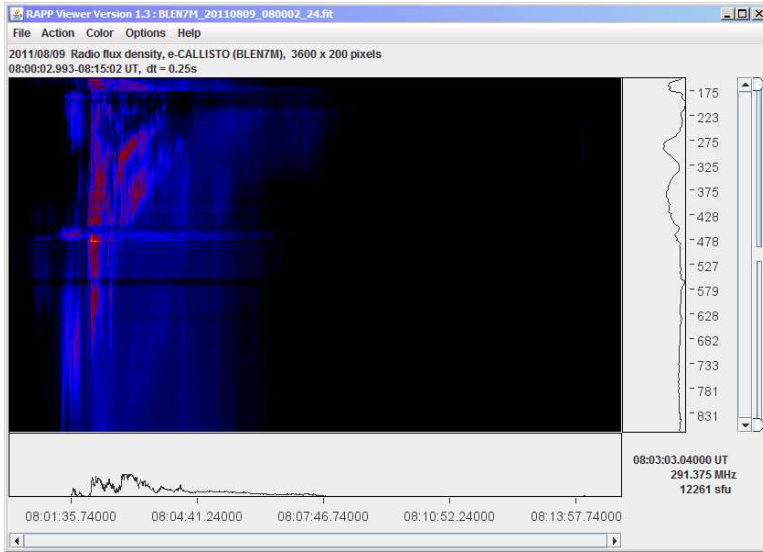 RAPP Viewer Version 1.3 : BLEN7M_20110809_080002_24.fit
File Action Color Options Help
2011/08/09 Radio flux density, e-CALLISTO (BLEN7M), 3600 x 200 pixels
08:00:02.993-08:15:02 UT, dt = 0.25s
175
223
275
325
375
428
478
527
579
628
682
733
781
831
08:03:03.04000 UT
291.375 MHz
12261 sfu
08:01:35.74000 08:04:41.24000 08:07:46.74000 08:10:52.24000 08:13:57.74000